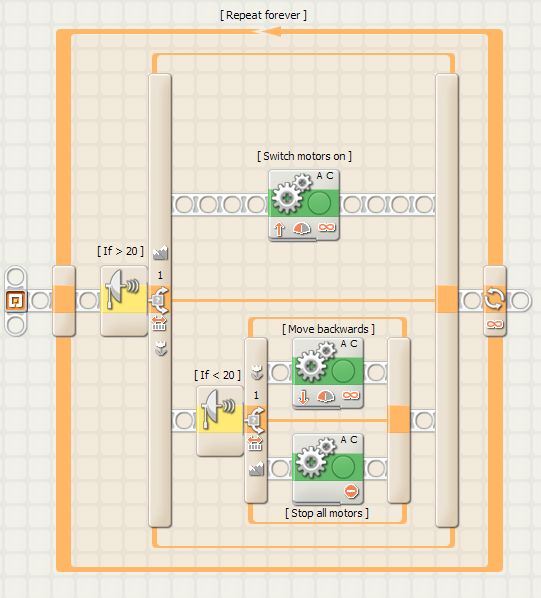 [ Repeat forever ]
[ Switch motors on ]
A C
[ If > 20 ]
1
[ Move backwards ]
A C
[ If < 20 ]
1
A C
[ Stop all motors ]